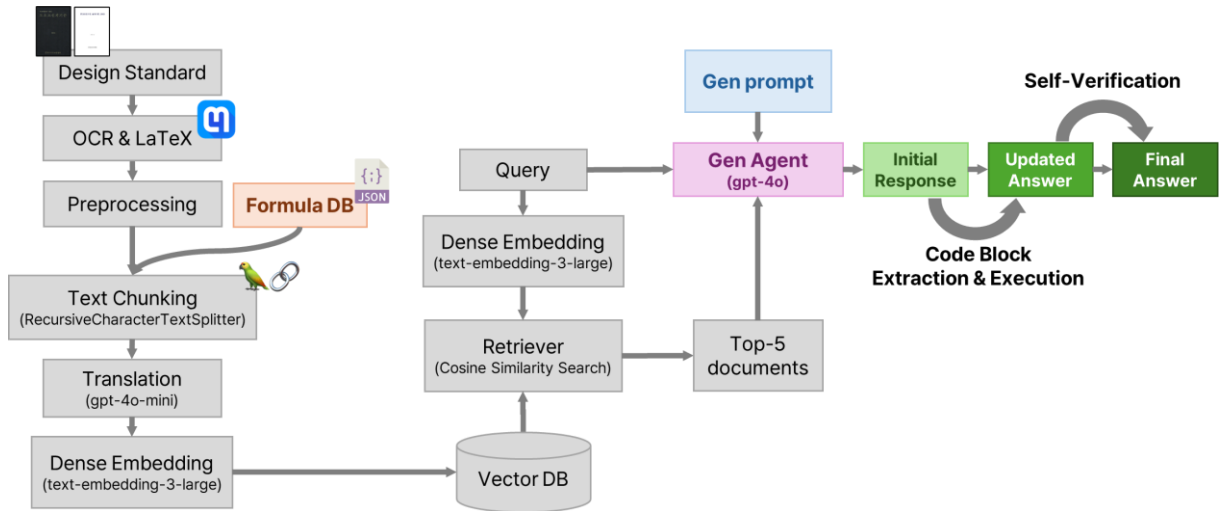 Design Standard
OCR & LaTeX
Preprocessing
Formula DB
{;}
JSON
Text Chunking
(RecursiveCharacterTextSplitter)
Translation
(gpt-4o-mini)
Dense Embedding
(text-embedding-3-large)
Query
Dense Embedding
(text-embedding-3-large)
Retriever
(Cosine Similarity Search)
Vector DB
Top-5
documents
Gen prompt
Gen Agent
(gpt-4o)
Initial
Response
Code Block
Extraction & Execution
Updated
Answer
Self-Verification
Final
Answer